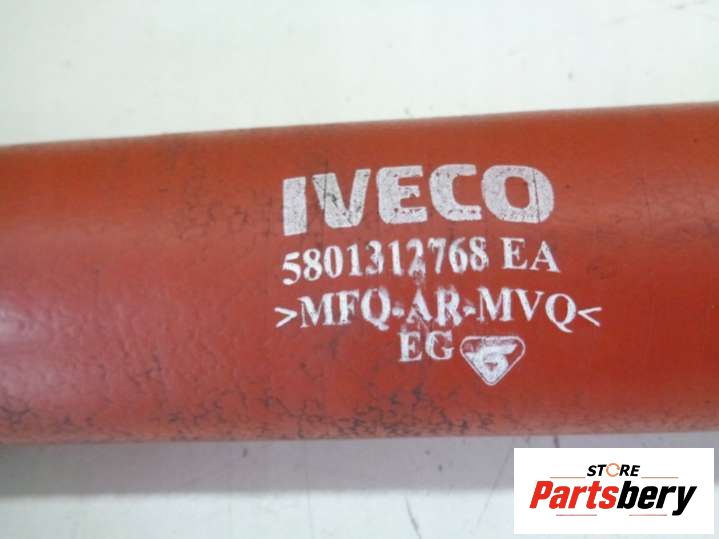 IVECO
5801312768 EA
>MFQ-AR-MVQ<
EG
STORE
Partsbery